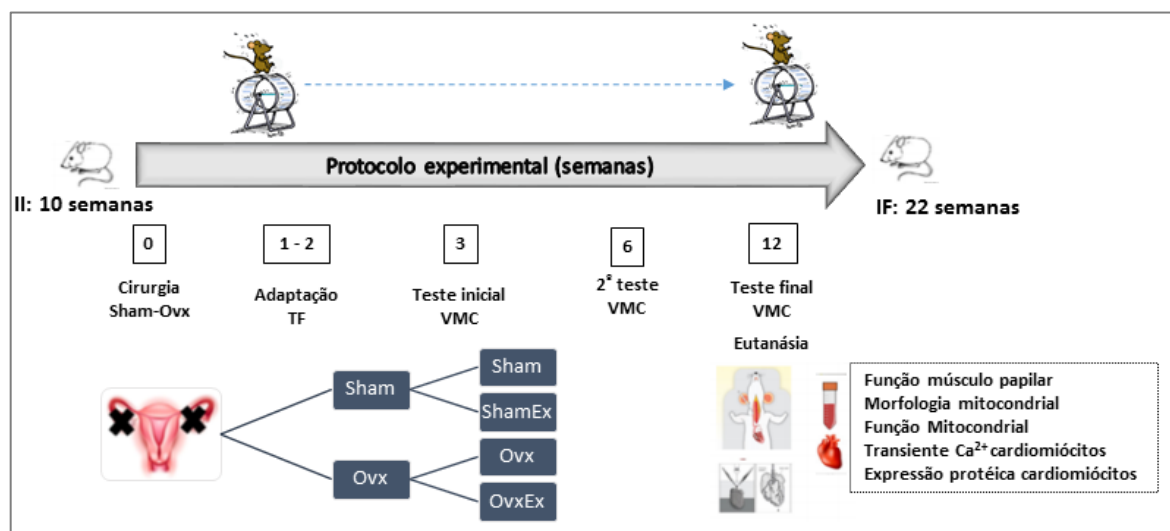 Protocolo experimental (semanas)
II: 10 semanas
IF: 22 semanas
0
1 - 2
3
6
12
Cirurgia
Sham-Ovx
Adaptação
TF
Teste inicial
VMC
2ª teste
VMC
Teste final
VMC
Eutanásia
Sham
Ovx
Sham
ShamEx
Ovx
OvxEx
Função músculo papilar
Morfologia mitocondrial
Função Mitocondrial
Transiente Ca²⁺ cardiomiócitos
Expressão protéica cardiomiócitos